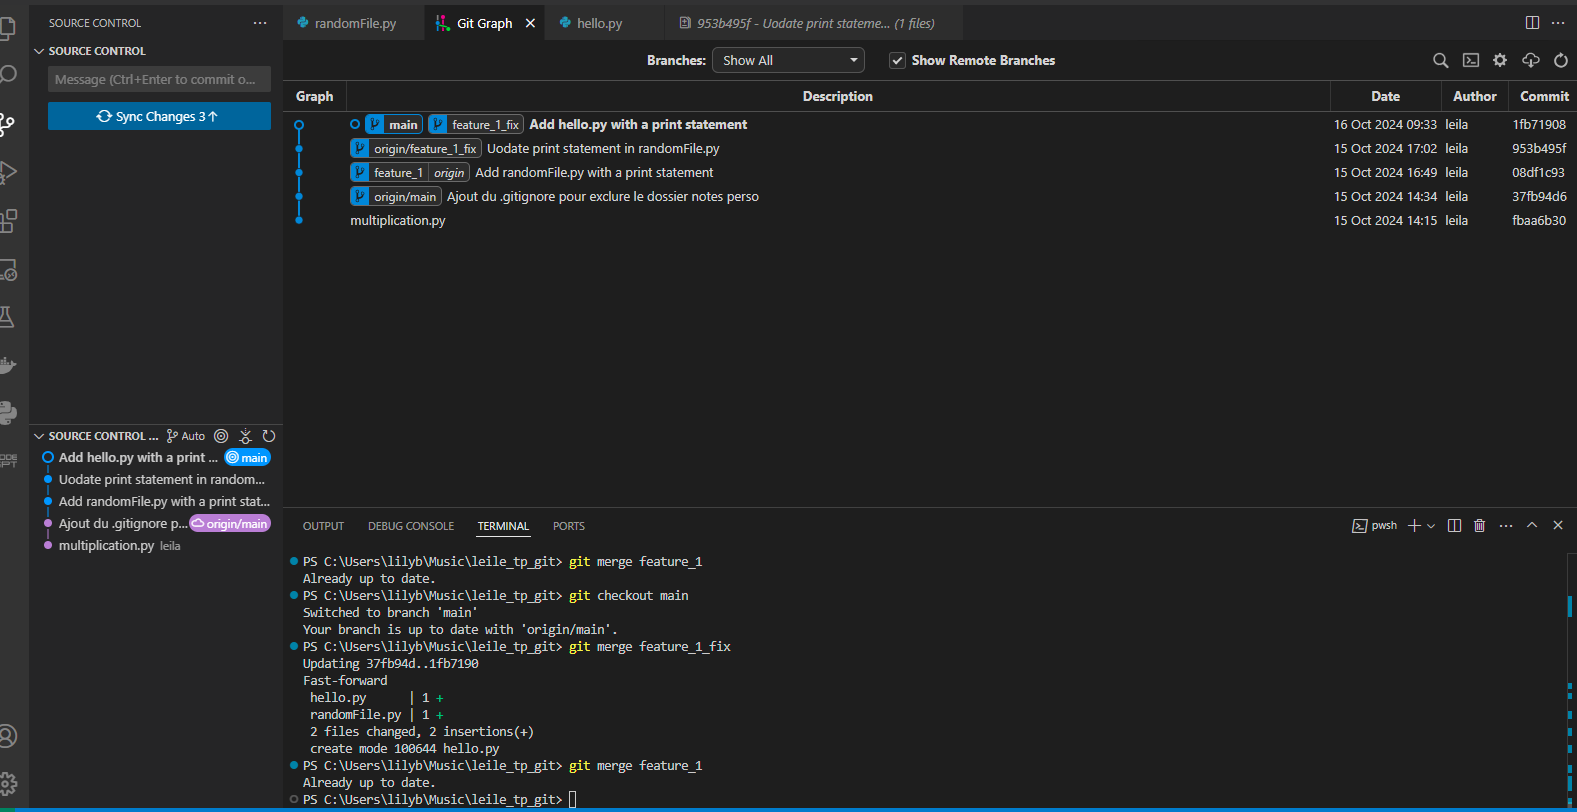 SOURCE CONTROL
SOURCE CONTROL
Message (Ctrl+Enter to commit o...
Sync Changes 3↑
randomFile.py
Git Graph
hello.py
953b495f - Uodate print stateme... (1 files)
Branches: Show All Show Remote Branches
Graph Description Date Author Commit
main feature_1_fix Add hello.py with a print statement 16 Oct 2024 09:33 leila 1fb71908
origin/feature_1_fix Uodate print statement in randomFile.py 15 Oct 2024 17:02 leila 953b495f
feature_1 origin Add randomFile.py with a print statement 15 Oct 2024 16:49 leila 08df1c93
origin/main Ajout du .gitignore pour exclure le dossier notes perso 15 Oct 2024 14:34 leila 37fb94d6
multiplication.py 15 Oct 2024 14:15 leila fbaa6b30
SOURCE CONTROL ... Auto
Add hello.py with a print ... main
Uodate print statement in random...
Add randomFile.py with a print stat...
Ajout du .gitignore p... origin/main
multiplication.py leila
OUTPUT DEBUG CONSOLE TERMINAL PORTS pwsh
PS C:\Users\lilyb\Music\leile_tp_git> git merge feature_1
Already up to date.
PS C:\Users\lilyb\Music\leile_tp_git> git checkout main
Switched to branch 'main'
Your branch is up to date with 'origin/main'.
PS C:\Users\lilyb\Music\leile_tp_git> git merge feature_1_fix
Updating 37fb94d..1fb7190
Fast-forward
hello.py | 1 +
randomFile.py | 1 +
2 files changed, 2 insertions(+)
create mode 100644 hello.py
PS C:\Users\lilyb\Music\leile_tp_git> git merge feature_1
Already up to date.
PS C:\Users\lilyb\Music\leile_tp_git>